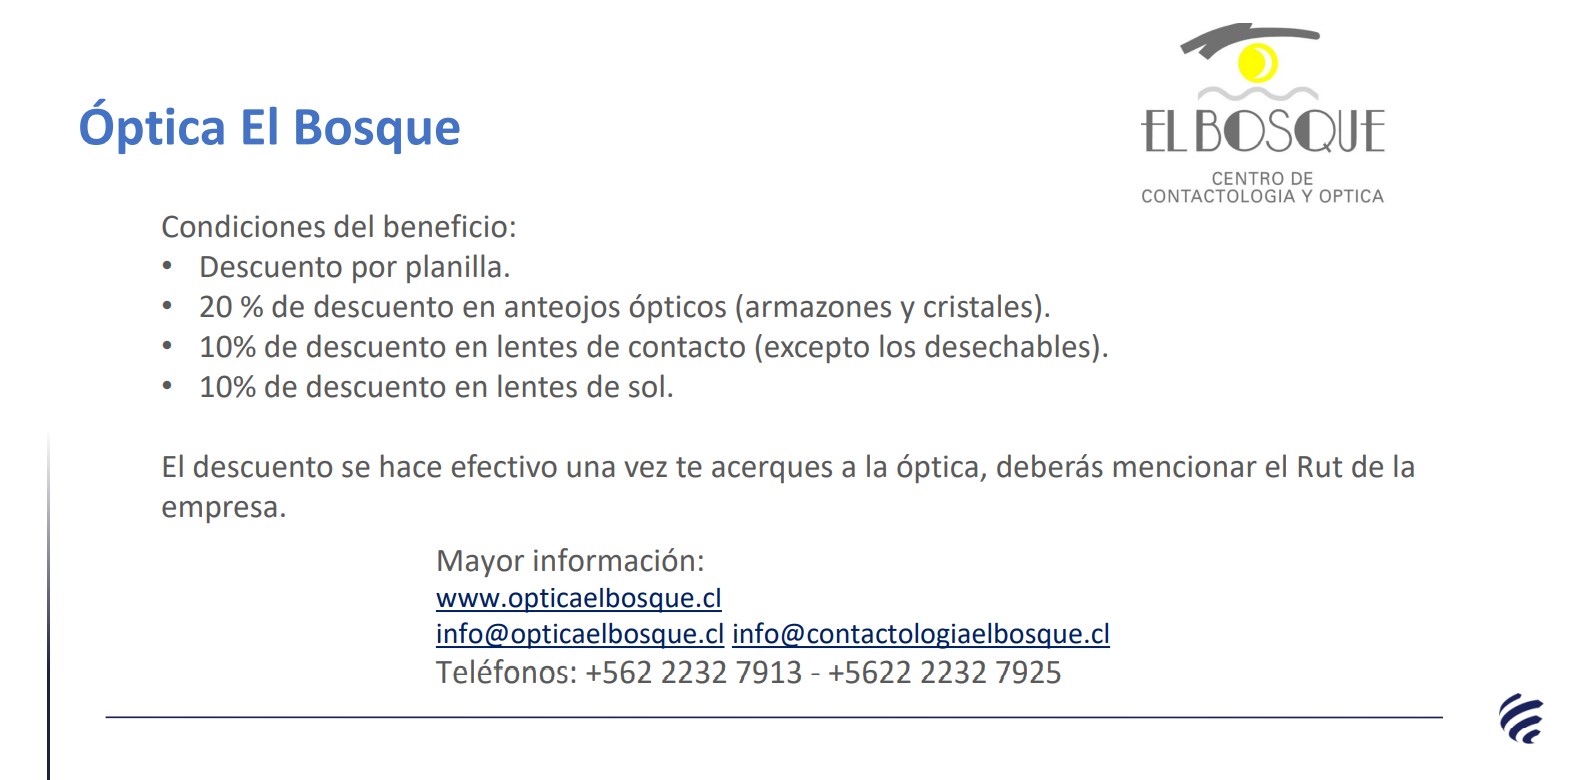 EL BOSQUE
CENTRO DE
CONTACTOLOGIA Y OPTICA
Óptica El Bosque
Condiciones del beneficio:
• Descuento por planilla.
• 20 % de descuento en anteojos ópticos (armazones y cristales).
• 10% de descuento en lentes de contacto (excepto los desechables).
• 10% de descuento en lentes de sol.
El descuento se hace efectivo una vez te acerques a la óptica, deberás mencionar el Rut de la
empresa.
Mayor información:
www.opticaelbosque.cl
info@opticaelbosque.cl info@contactologiaelbosque.cl
Teléfonos: +562 2232 7913 - +5622 2232 7925